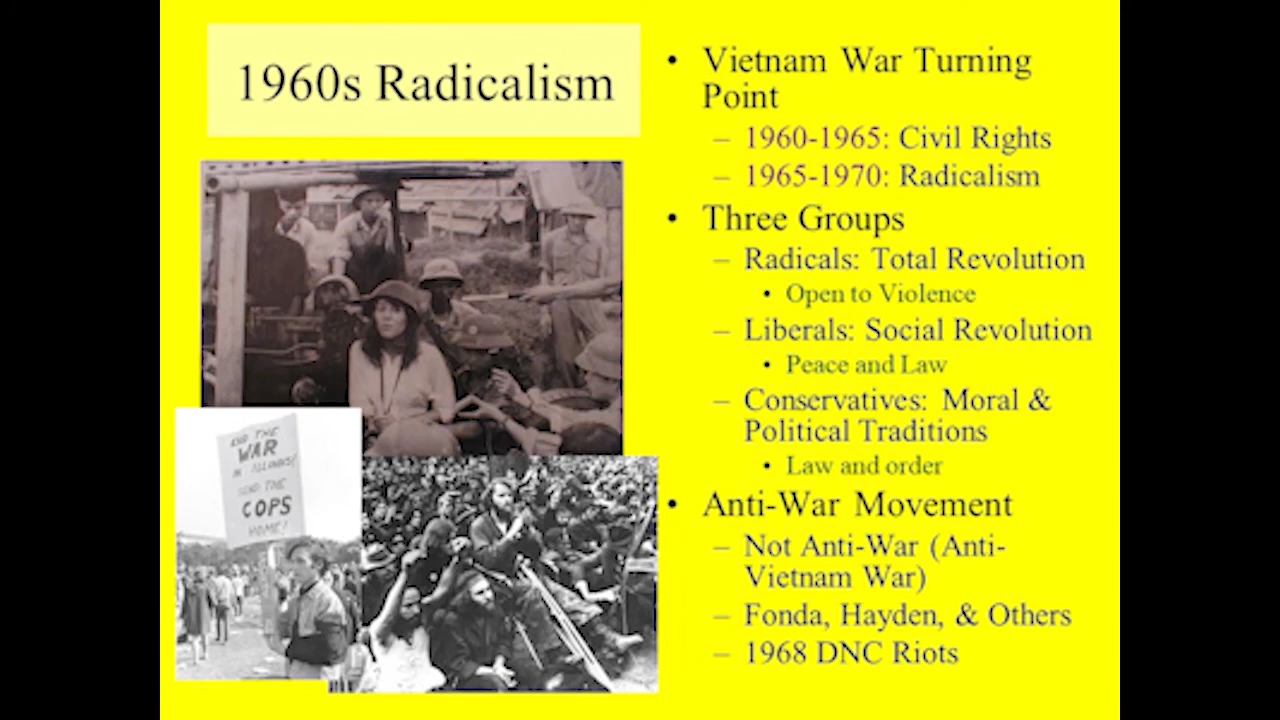 1960s Radicalism
• Vietnam War Turning
Point
– 1960-1965: Civil Rights
– 1965-1970: Radicalism
• Three Groups
– Radicals: Total Revolution
• Open to Violence
– Liberals: Social Revolution
• Peace and Law
– Conservatives: Moral &
Political Traditions
• Law and order
• Anti-War Movement
– Not Anti-War (Anti-
Vietnam War)
– Fonda, Hayden, & Others
– 1968 DNC Riots
END THE
WAR
IN ILLINOIS!
SEND THE
COPS
HOME!